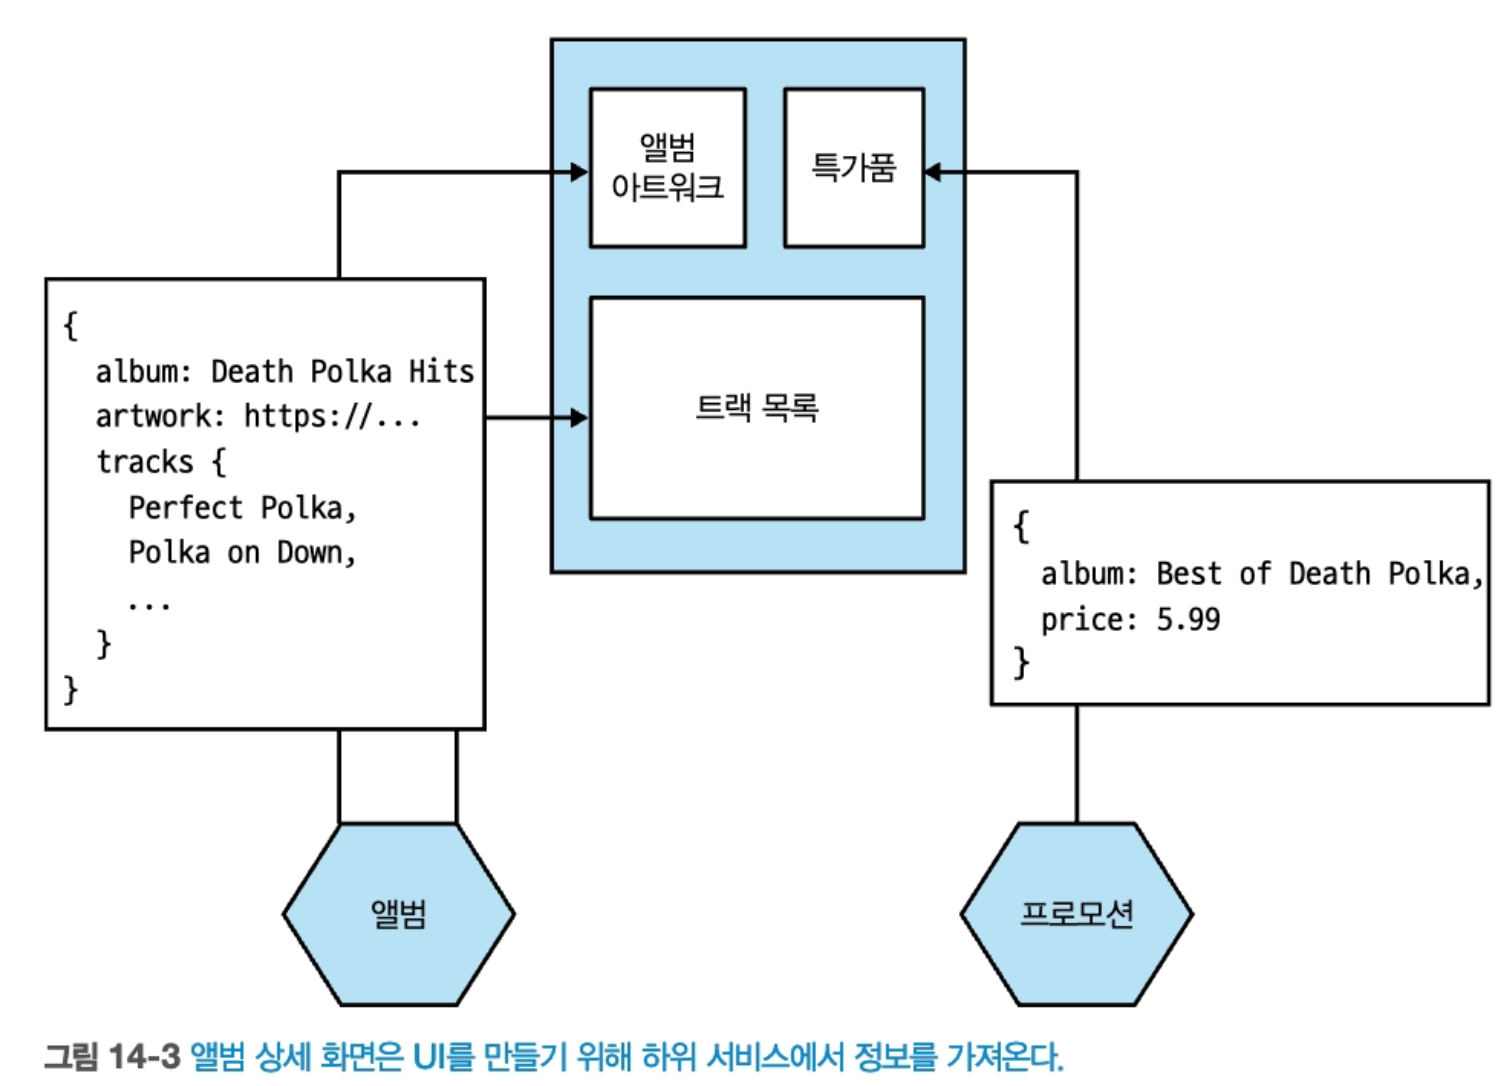 앨범
아트워크
특가품
{
album: Death Polka Hits
artwork: https://...
tracks {
Perfect Polka,
Polka on Down,
...
}
}
트랙 목록
{
album: Best of Death Polka,
price: 5.99
}
앨범
프로모션
그림 14-3 앨범 상세 화면은 UI를 만들기 위해 하위 서비스에서 정보를 가져온다.